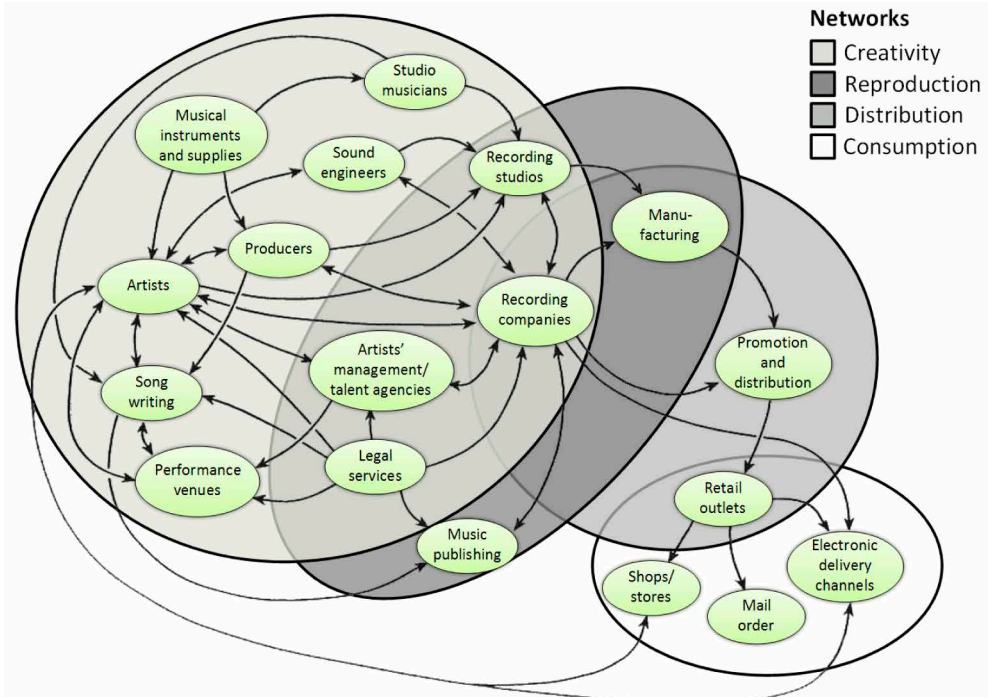 Networks
Creativity
Reproduction
Distribution
Consumption
Studio
musicians
Musical
instruments
and supplies
Sound
engineers
Recording
studios
Manu-
facturing
Producers
Artists
Recording
companies
Artists'
management/
talent agencies
Promotion
and
distribution
Song
writing
Performance
venues
Legal
services
Retail
outlets
Music
publishing
Electronic
delivery
channels
Shops/
stores
Mail
order